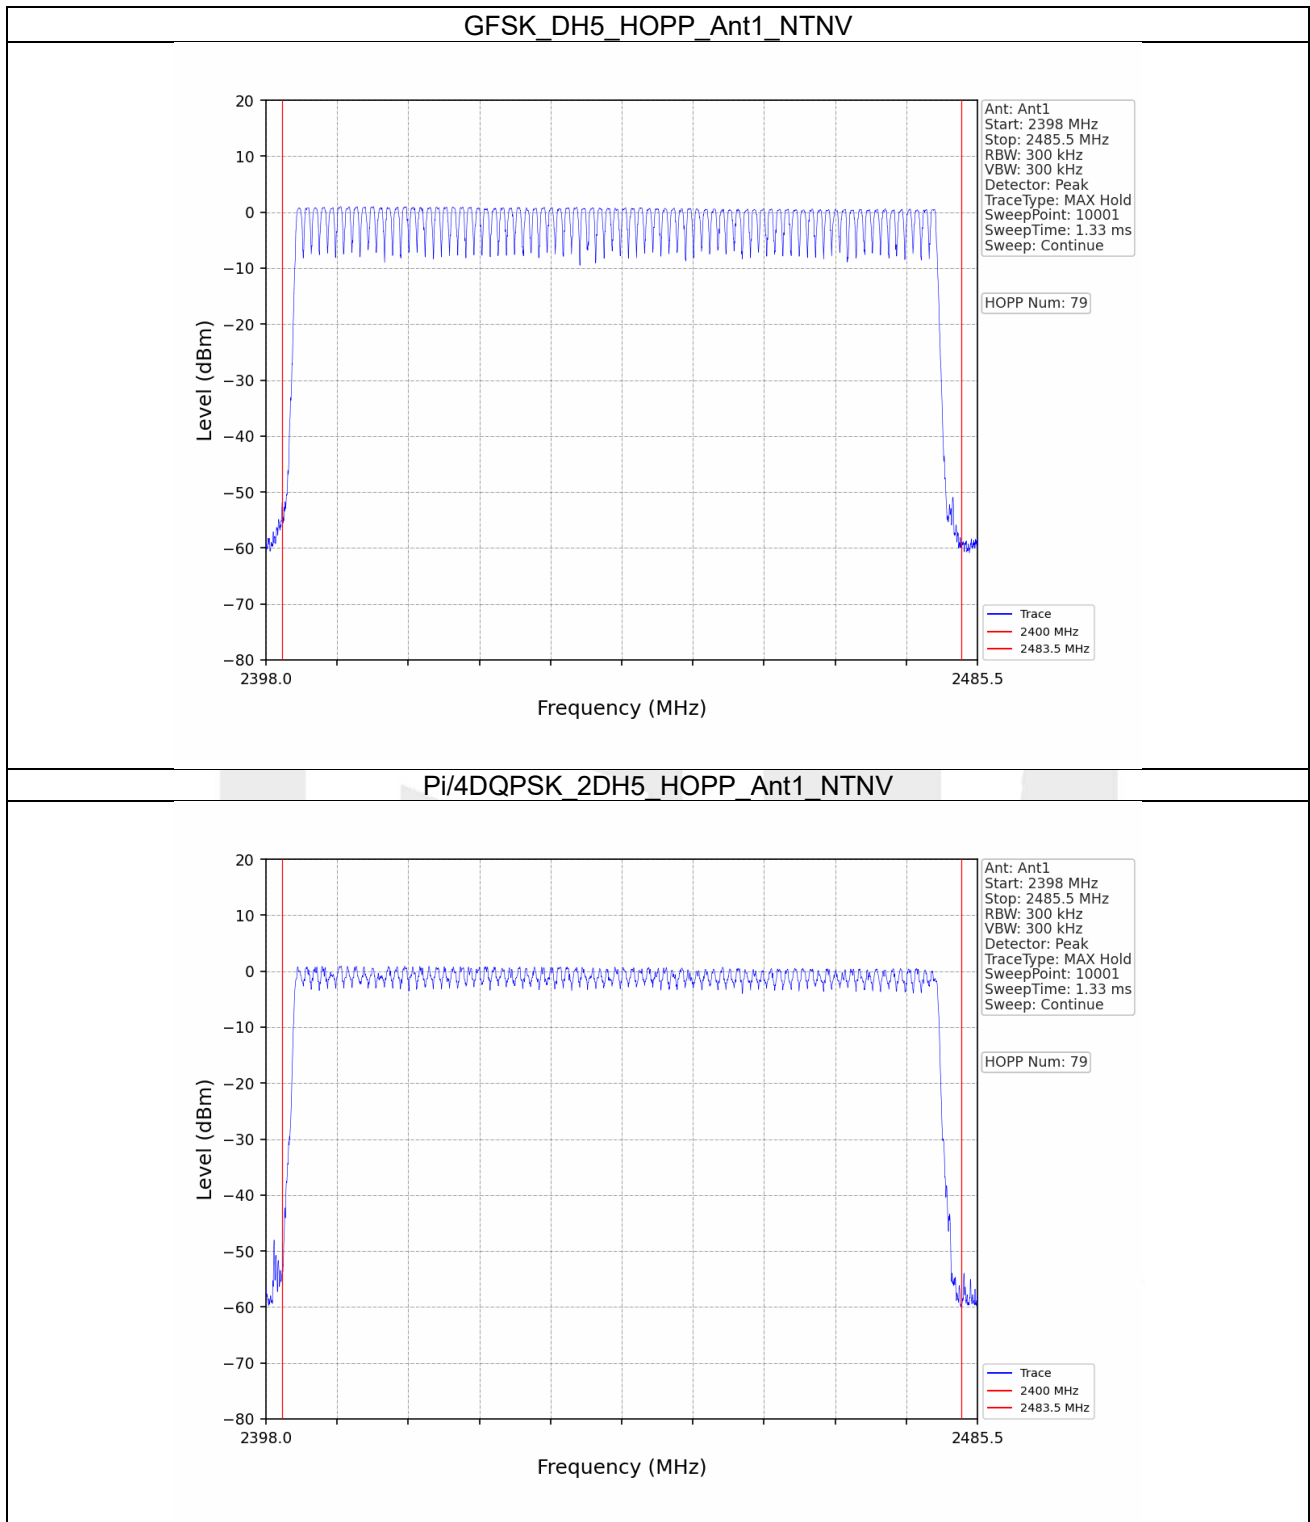 GFSK_DH5_HOPP_Ant1_NTNV
20
10
0
−10
−20
−30
−40
−50
−60
−70
−80
Level (dBm)
2398.0
2485.5
Frequency (MHz)
Ant: Ant1
Start: 2398 MHz
Stop: 2485.5 MHz
RBW: 300 kHz
VBW: 300 kHz
Detector: Peak
TraceType: MAX Hold
SweepPoint: 10001
SweepTime: 1.33 ms
Sweep: Continue
HOPP Num: 79
Trace
2400 MHz
2483.5 MHz
Pi/4DQPSK_2DH5_HOPP_Ant1_NTNV
20
10
0
−10
−20
−30
−40
−50
−60
−70
−80
Level (dBm)
2398.0
2485.5
Frequency (MHz)
Ant: Ant1
Start: 2398 MHz
Stop: 2485.5 MHz
RBW: 300 kHz
VBW: 300 kHz
Detector: Peak
TraceType: MAX Hold
SweepPoint: 10001
SweepTime: 1.33 ms
Sweep: Continue
HOPP Num: 79
Trace
2400 MHz
2483.5 MHz